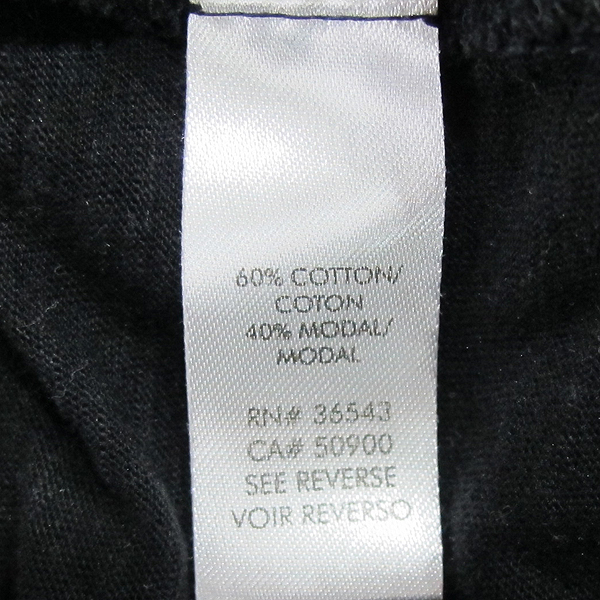 60% COTTON/
COTON
40% MODAL/
MODAL
RN# 36543
CA# 50900
SEE REVERSE
VOIR REVERSO